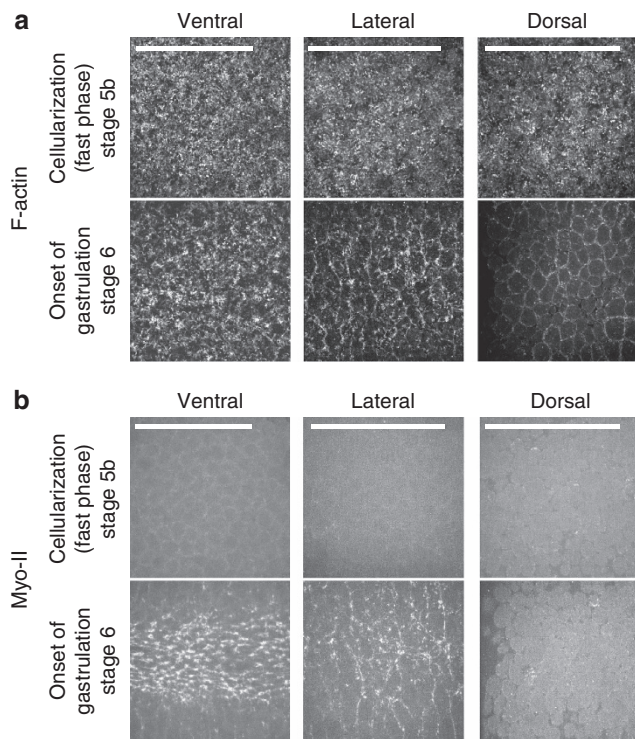 a
Ventral
Lateral
Dorsal
F-actin
Cellularization
(fast phase)
stage 5b
Onset of
gastrulation
stage 6
b
Ventral
Lateral
Dorsal
Myo-II
Cellularization
(fast phase)
stage 5b
Onset of
gastrulation
stage 6